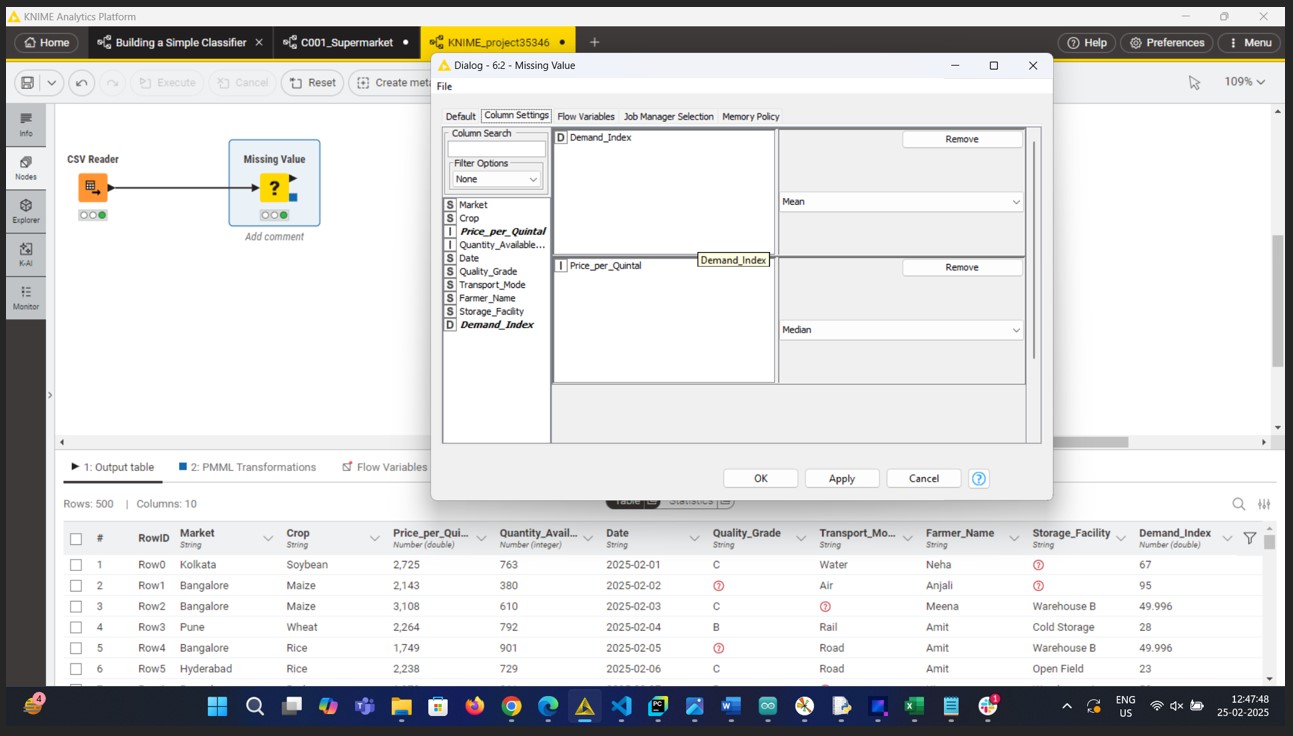 KNIME Analytics Platform
Home
Building a Simple Classifier
C001_Supermarket
KNIME_project35346
Help
Preferences
Menu
Execute
Cancel
Reset
Create meta
109%
Dialog - 6:2 - Missing Value
File
Default Column Settings Flow Variables Job Manager Selection Memory Policy
Column Search
Filter Options
None
S Market
S Crop
I Price_per_Quintal
I Quantity_Available...
S Date
S Quality_Grade
S Transport_Mode
S Farmer_Name
S Storage_Facility
D Demand_Index
D Demand_Index
Remove
Mean
Demand_Index
I Price_per_Quintal
Remove
Median
OK Apply Cancel ?
Info
Nodes
Explorer
K-AI
Monitor
CSV Reader
Missing Value
?
Add comment
1: Output table 2: PMML Transformations Flow Variables
Rows: 500 | Columns: 10
Table Statistics
# RowID Market Crop Price_per_Qui... Quantity_Avail... Date Quality_Grade Transport_Mo... Farmer_Name Storage_Facility Demand_Index
String String Number (double) Number (integer) String String String String String Number (double)
1 Row0 Kolkata Soybean 2,725 763 2025-02-01 C Water Neha ? 67
2 Row1 Bangalore Maize 2,143 380 2025-02-02 ? Air Anjali ? 95
3 Row2 Bangalore Maize 3,108 610 2025-02-03 C ? Meena Warehouse B 49.996
4 Row3 Pune Wheat 2,264 792 2025-02-04 B Rail Amit Cold Storage 28
5 Row4 Bangalore Rice 1,749 901 2025-02-05 ? Road Amit Warehouse B 49.996
6 Row5 Hyderabad Rice 2,238 729 2025-02-06 C Road Amit Open Field 23
4
1
ENG
US
12:47:48
25-02-2025